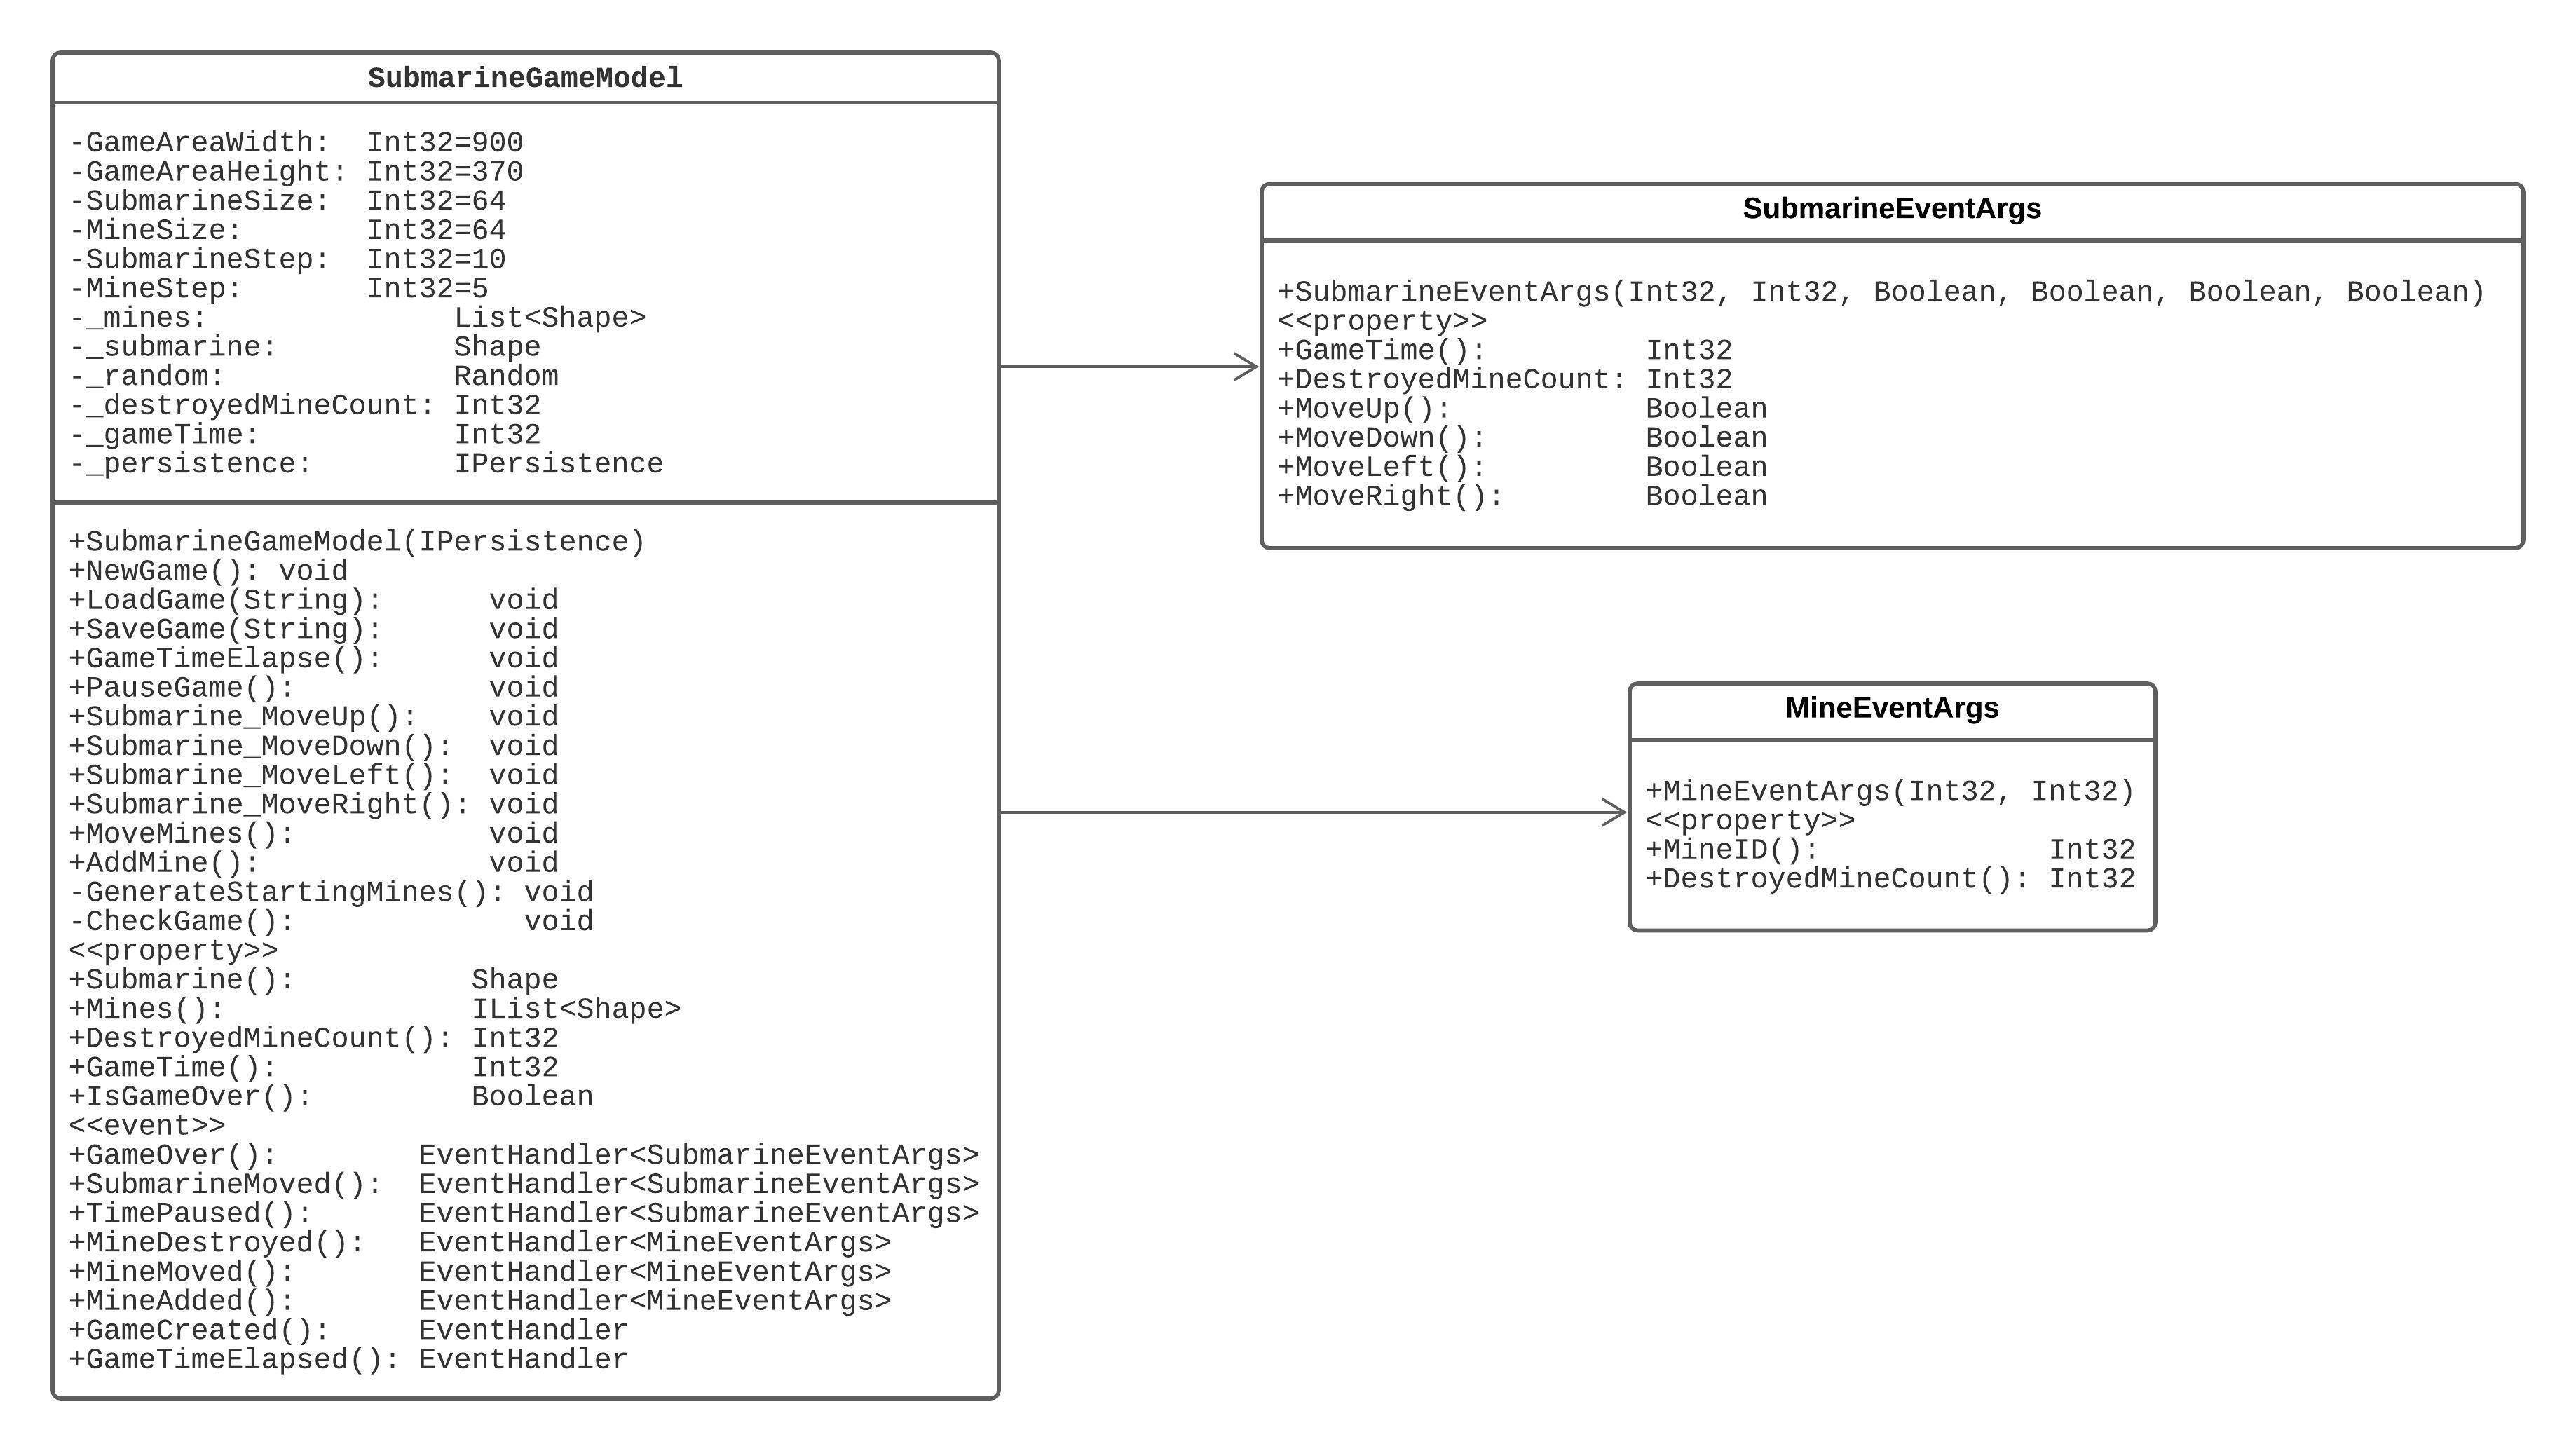 SubmarineGameModel
-GameAreaWidth:  Int32=900
-GameAreaHeight: Int32=370
-SubmarineSize:  Int32=64
-MineSize:       Int32=64
-SubmarineStep:  Int32=10
-MineStep:       Int32=5
-_mines:              List<Shape>
-_submarine:          Shape
-_random:             Random
-_destroyedMineCount: Int32
-_gameTime:           Int32
-_persistence:        IPersistence
+SubmarineGameModel(IPersistence)
+NewGame(): void
+LoadGame(String):      void
+SaveGame(String):      void
+GameTimeElapse():      void
+PauseGame():           void
+Submarine_MoveUp():    void
+Submarine_MoveDown():  void
+Submarine_MoveLeft():  void
+Submarine_MoveRight(): void
+MoveMines():           void
+AddMine():             void
-GenerateStartingMines(): void
-CheckGame():             void
<<property>>
+Submarine():          Shape
+Mines():              IList<Shape>
+DestroyedMineCount(): Int32
+GameTime():           Int32
+IsGameOver():         Boolean
<<event>>
+GameOver():        EventHandler<SubmarineEventArgs>
+SubmarineMoved():  EventHandler<SubmarineEventArgs>
+TimePaused():      EventHandler<SubmarineEventArgs>
+MineDestroyed():   EventHandler<MineEventArgs>
+MineMoved():       EventHandler<MineEventArgs>
+MineAdded():       EventHandler<MineEventArgs>
+GameCreated():     EventHandler
+GameTimeElapsed(): EventHandler
SubmarineEventArgs
+SubmarineEventArgs(Int32, Int32, Boolean, Boolean, Boolean, Boolean)
<<property>>
+GameTime():         Int32
+DestroyedMineCount: Int32
+MoveUp():           Boolean
+MoveDown():         Boolean
+MoveLeft():         Boolean
+MoveRight():        Boolean
MineEventArgs
+MineEventArgs(Int32, Int32)
<<property>>
+MineID():             Int32
+DestroyedMineCount(): Int32